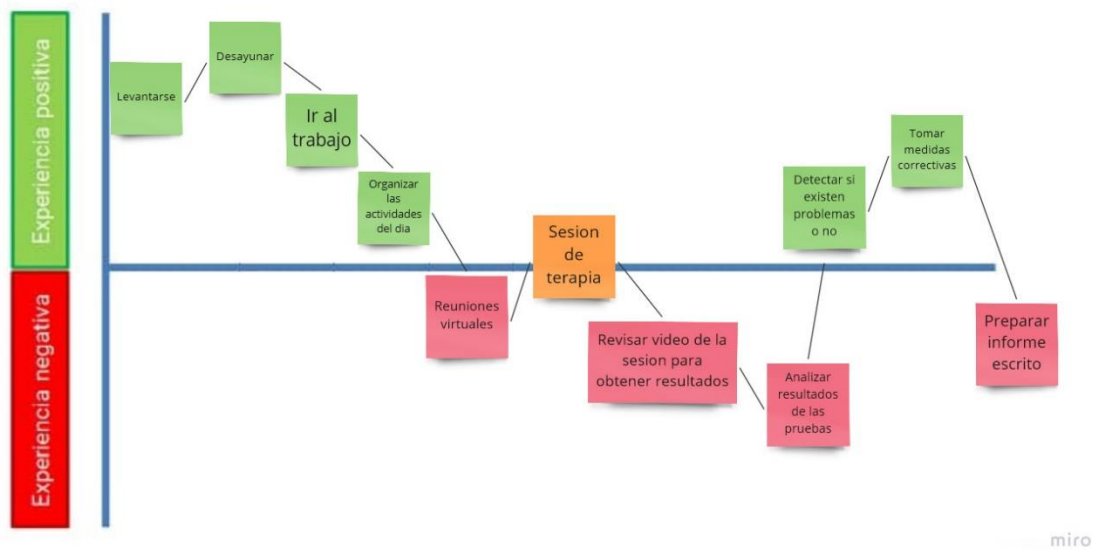 Experiencia positiva
Experiencia negativa
Levantarse
Desayunar
Ir al
trabajo
Organizar
las
actividades
del dia
Reuniones
virtuales
Sesion
de
terapia
Revisar video de la
sesion para
obtener resultados
Analizar
resultados
de las
pruebas
Detectar si
existen
problemas
o no
Tomar
medidas
correctivas
Preparar
informe
escrito
miro